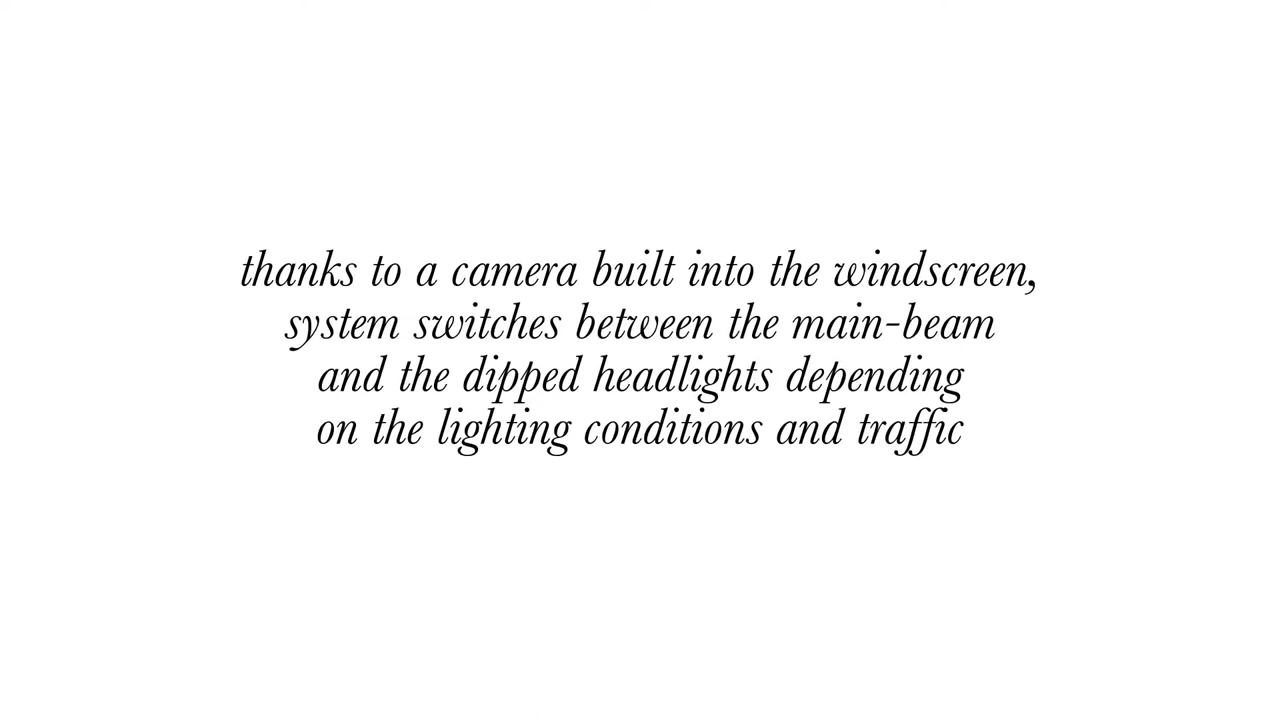 thanks to a camera built into the windscreen,
system switches between the main-beam
and the dipped headlights depending
on the lighting conditions and traffic